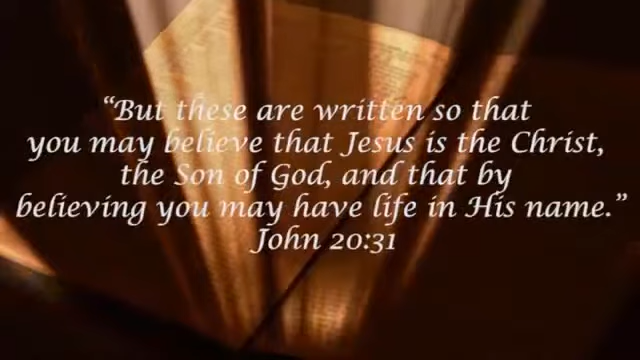 “But these are written so that
you may believe that Jesus is the Christ,
the Son of God, and that by
believing you may have life in His name.”
John 20:31